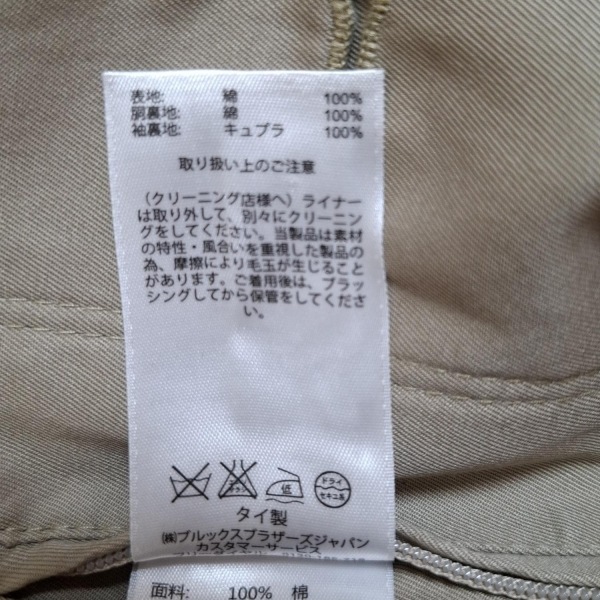 表地: 綿 100%
胴裏地: 綿 100%
袖裏地: キュプラ 100%
取り扱い上のご注意
(クリーニング店様へ)ライナー
は取り外して、別々にクリーニン
グをしてください。当製品は素材
の特性・風合いを重視した製品の
為、摩擦により毛玉が生じること
があります。ご着用後は、ブラッ
シングしてから保管をしてくださ
い。
低
ドライ
セキユ系
タイ製
㈱ブルックスブラザーズジャパン
カスタマーサービス
面料: 100% 棉